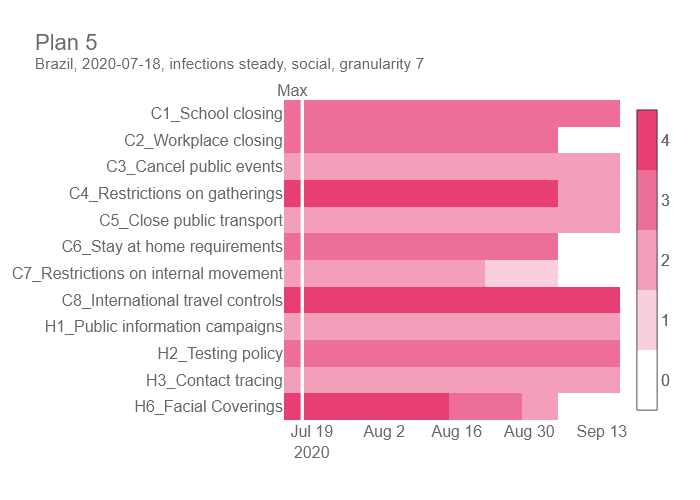 Plan 5
Brazil, 2020-07-18, infections steady, social, granularity 7
Max
C1_School closing
C2_Workplace closing
C3_Cancel public events
C4_Restrictions on gatherings
C5_Close public transport
C6_Stay at home requirements
C7_Restrictions on internal movement
C8_International travel controls
H1_Public information campaigns
H2_Testing policy
H3_Contact tracing
H6_Facial Coverings
4
3
2
1
0
Jul 19 Aug 2 Aug 16 Aug 30 Sep 13
2020